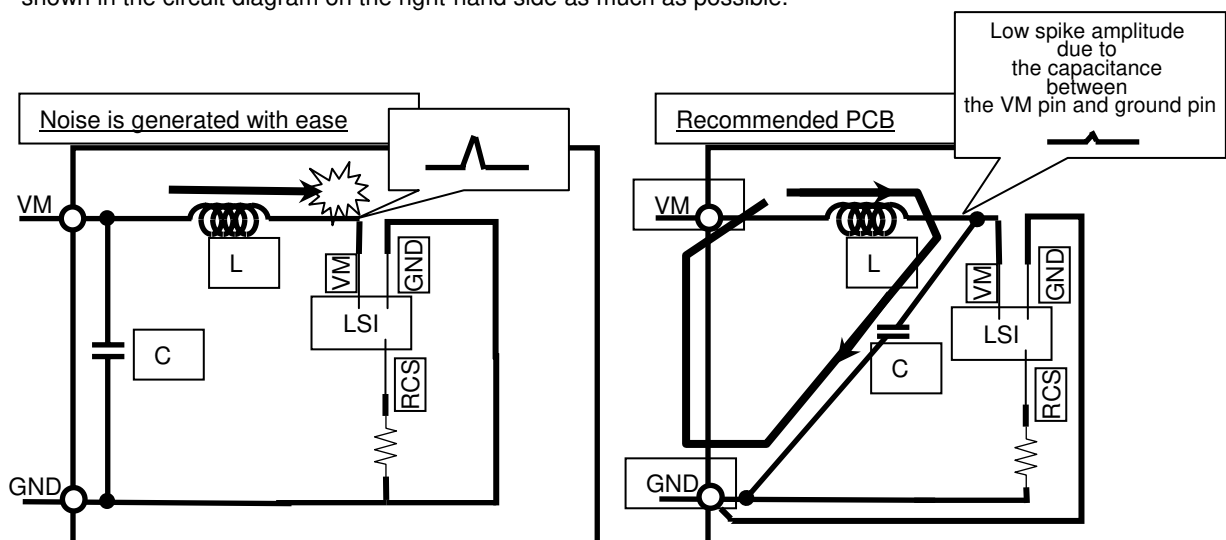 shown in the circuit diagram on the right-hand side as much as possible.
Low spike amplitude
due to
the capacitance
between
the VM pin and ground pin
Noise is generated with ease
Recommended PCB
VM
L
VM
GND
LSI
C
RCS
GND
VM
L
VM
GND
LSI
C
RCS
GND